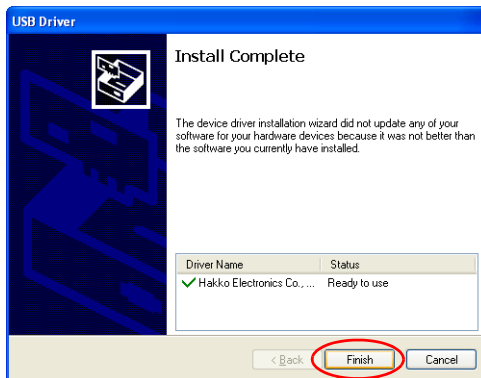 USB Driver
Install Complete
The device driver installation wizard did not update any of your
software for your hardware devices because it was not better than
the software you currently have installed.
Driver Name Status
Hakko Electronics Co., ... Ready to use
< Back Finish Cancel